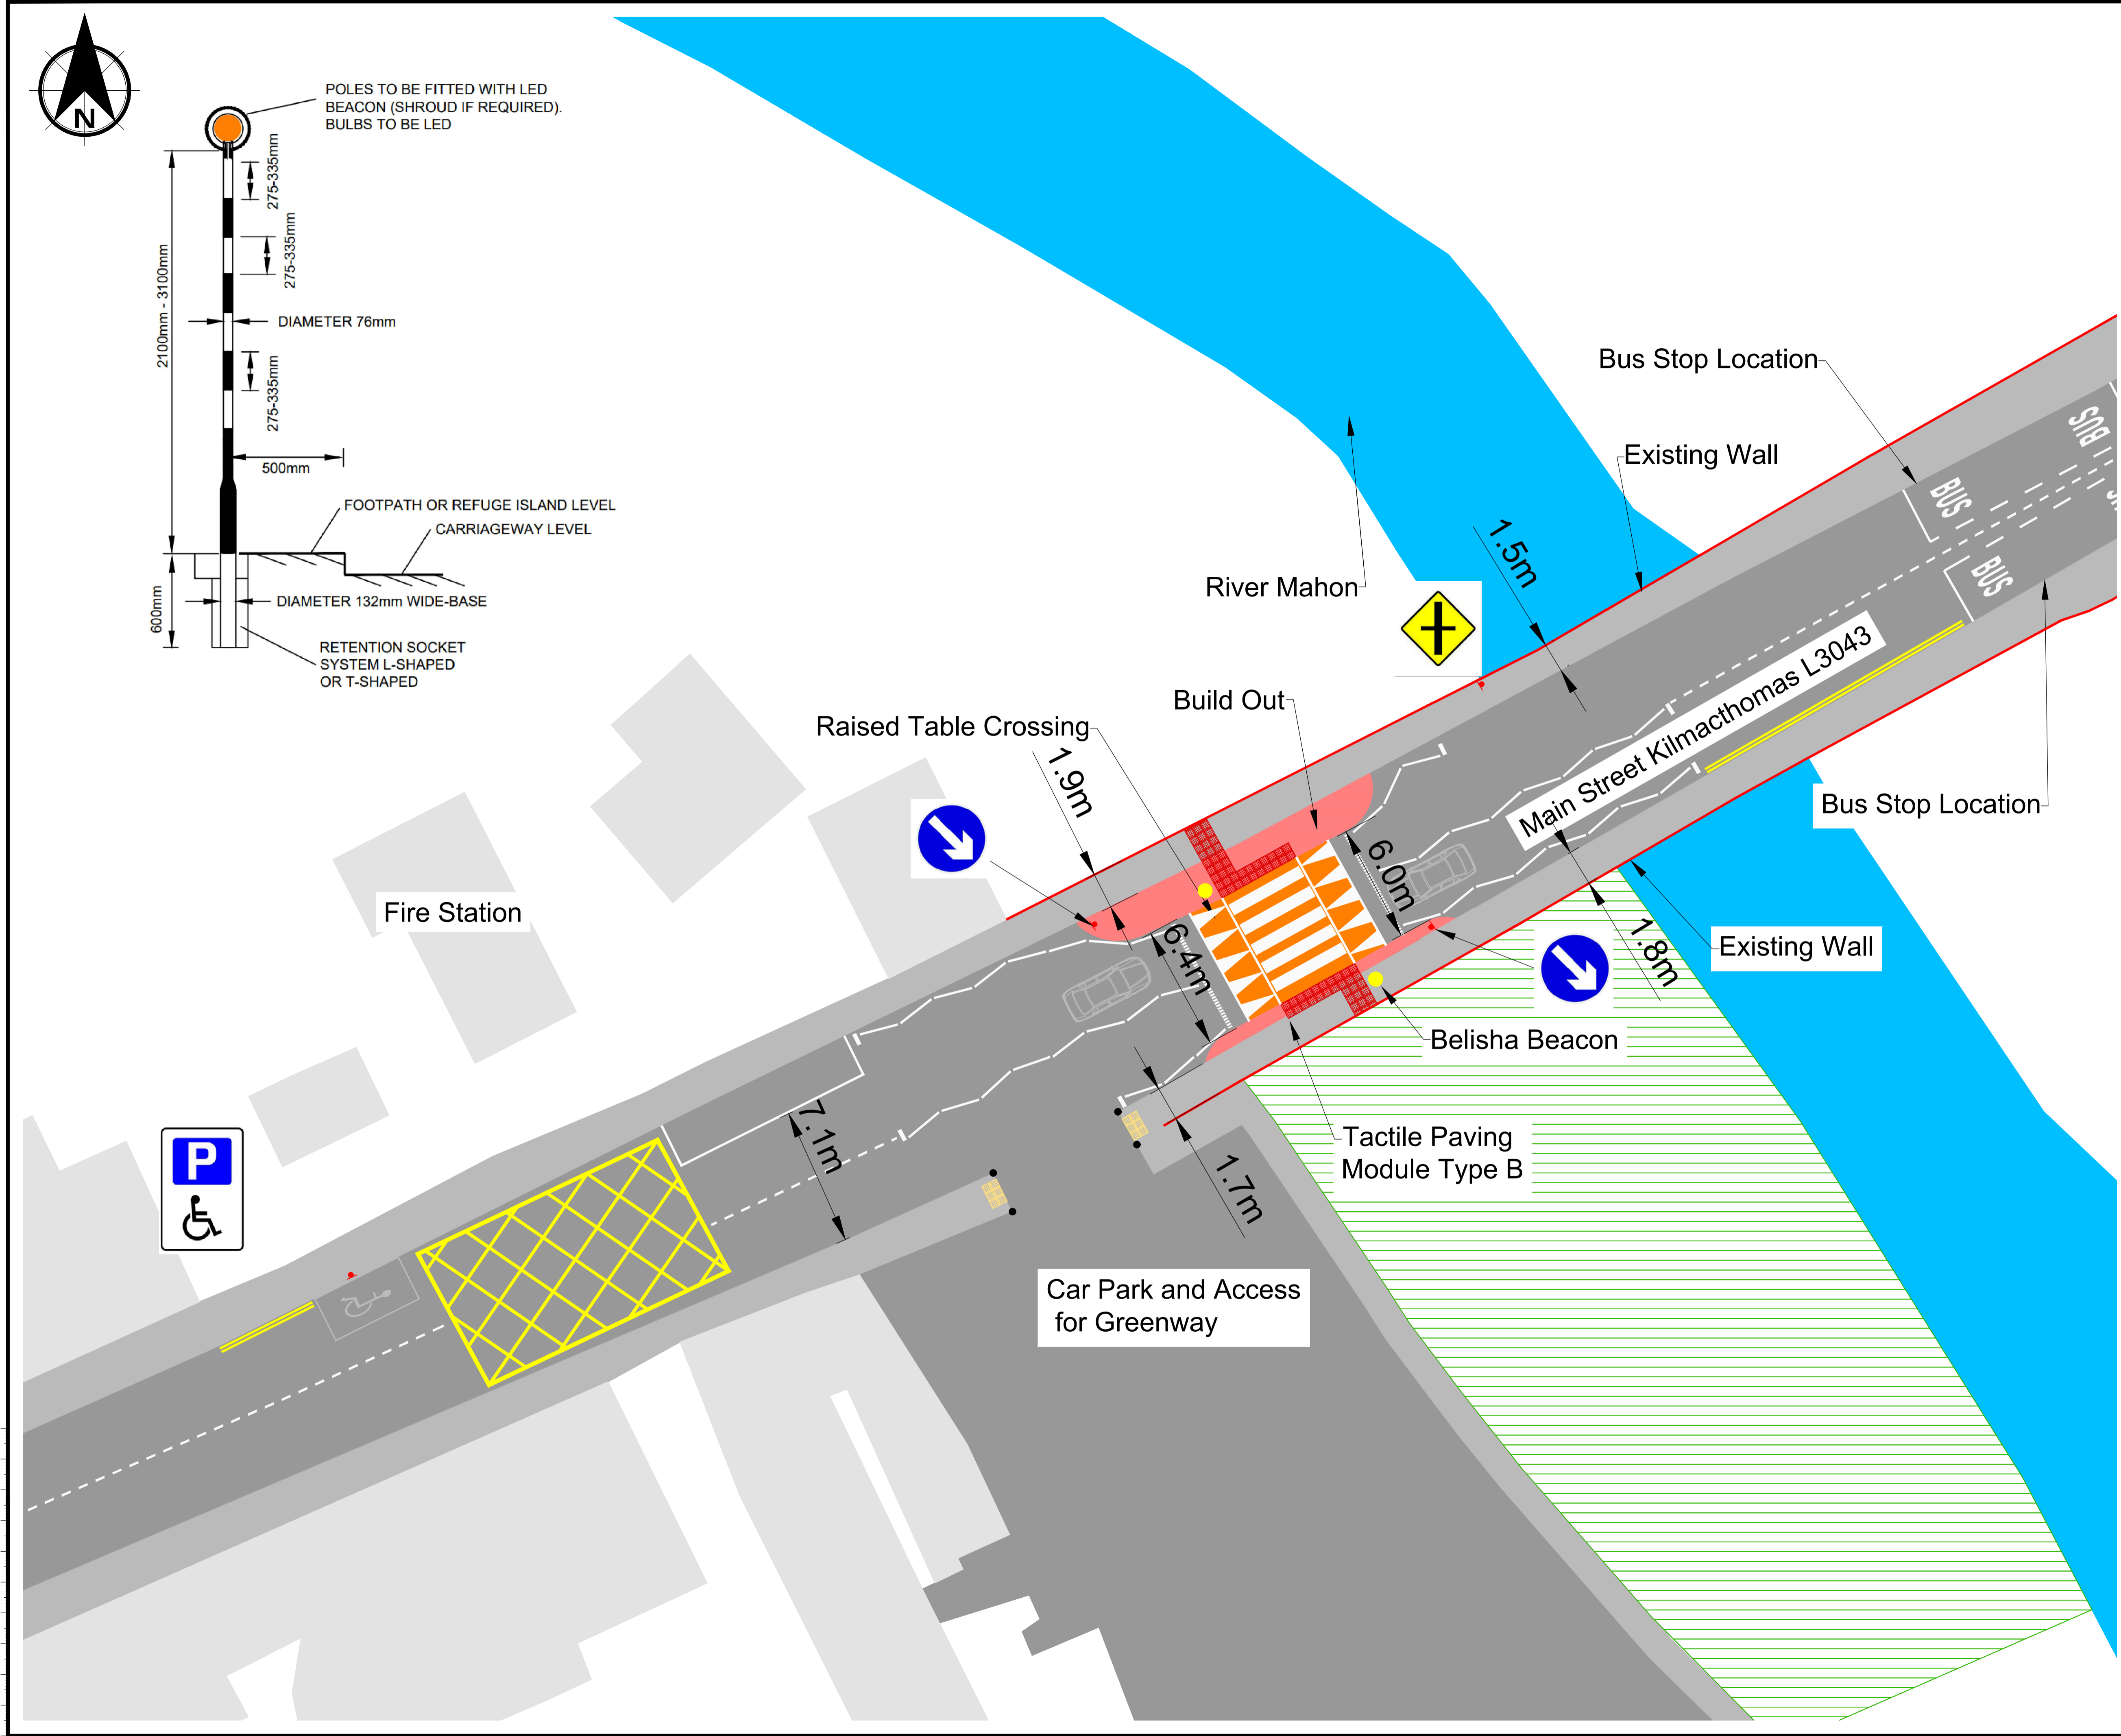 N
POLES TO BE FITTED WITH LED
BEACON (SHROUD IF REQUIRED).
BULBS TO BE LED
275-335mm
275-335mm
2100mm - 3100mm
DIAMETER 76mm
275-335mm
500mm
FOOTPATH OR REFUGE ISLAND LEVEL
CARRIAGEWAY LEVEL
600mm
DIAMETER 132mm WIDE-BASE
RETENTION SOCKET
SYSTEM L-SHAPED
OR T-SHAPED
Bus Stop Location
BUS
Existing Wall
BUS
1.5m
BUS
River Mahon
Main Street Kilmacthomas L3043
Build Out
Raised Table Crossing
1.9m
Bus Stop Location
6.0m
Fire Station
6.4m
1.8m
Existing Wall
Belisha Beacon
7.1m
Tactile Paving
Module Type B
P
1.7m
Car Park and Access
for Greenway